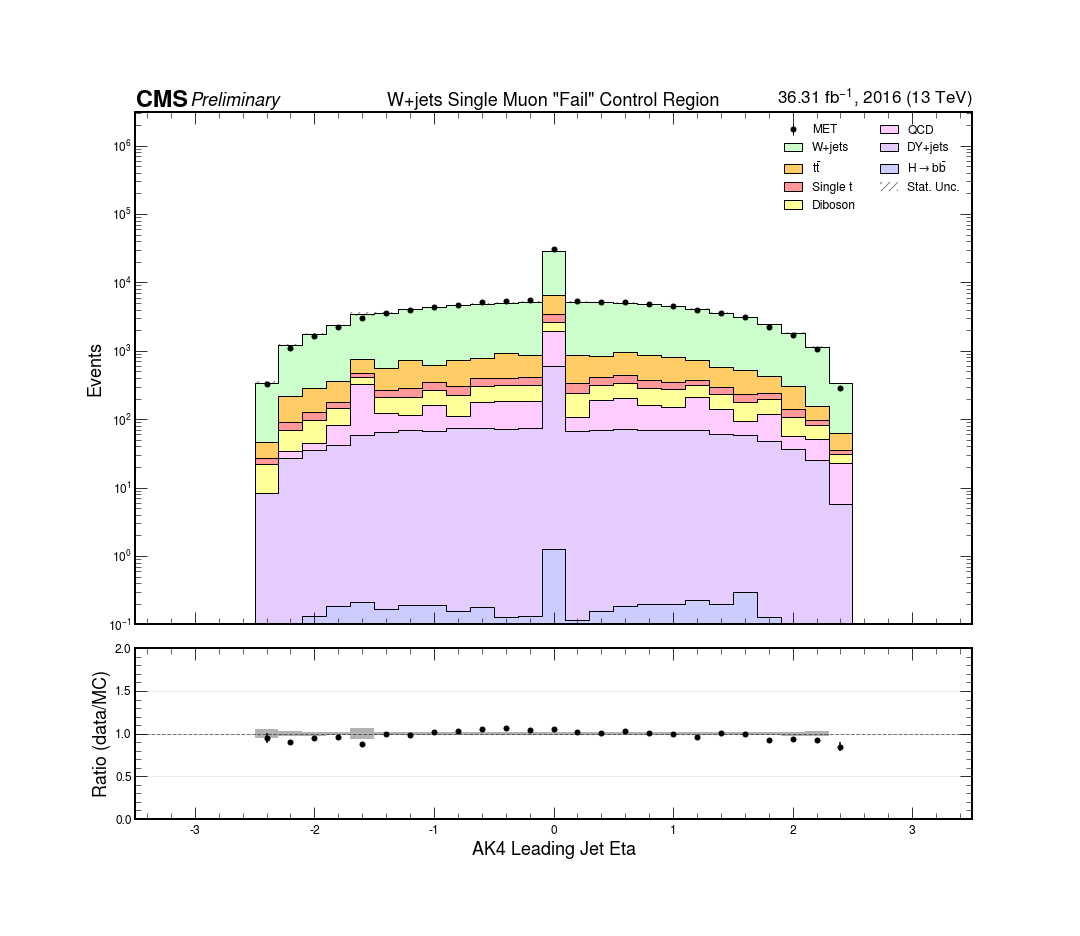 CMS Preliminary W+jets Single Muon "Fail" Control Region 36.31 fb⁻¹, 2016 (13 TeV)
MET QCD
W+jets DY+jets
tt̄ H→bb̄
Single t Stat. Unc.
Diboson
10⁶
10⁵
10⁴
10³
10²
10¹
10⁰
10⁻¹
Events
2.0
1.5
1.0
0.5
0.0
Ratio (data/MC)
-3 -2 -1 0 1 2 3
AK4 Leading Jet Eta